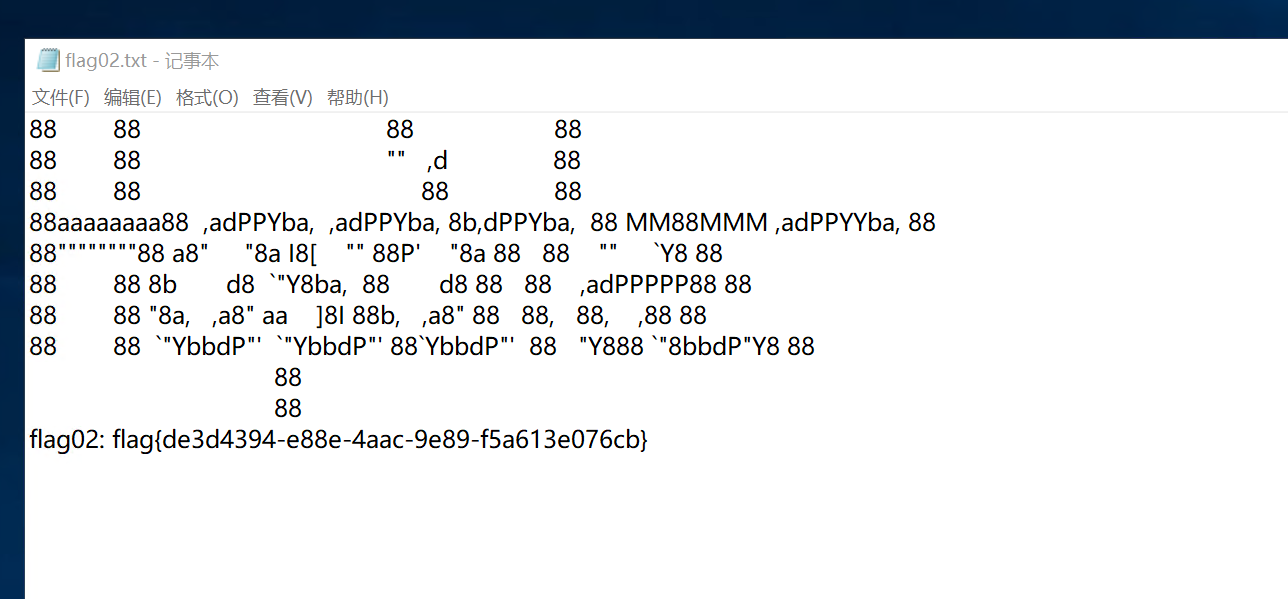 flag02.txt - 记事本
文件(F) 编辑(E) 格式(O) 查看(V) 帮助(H)
88        88                                   88                    88
88        88                                   ""   ,d               88
88        88                                        88               88
88aaaaaaaa88  ,adPPYba,  ,adPPYba, 8b,dPPYba,  88 MM88MMM ,adPPYYba, 88
88""""""""88 a8"     "8a I8[    "" 88P'    "8a 88   88    ""     `Y8 88
88        88 8b       d8  `"Y8ba,  88       d8 88   88    ,adPPPPP88 88
88        88 "8a,   ,a8" aa    ]8I 88b,   ,a8" 88   88,   88,    ,88 88
88        88  `"YbbdP"'  `"YbbdP"' 88`YbbdP"'  88   "Y888 `"8bbdP"Y8 88
                                   88
                                   88
flag02: flag{de3d4394-e88e-4aac-9e89-f5a613e076cb}